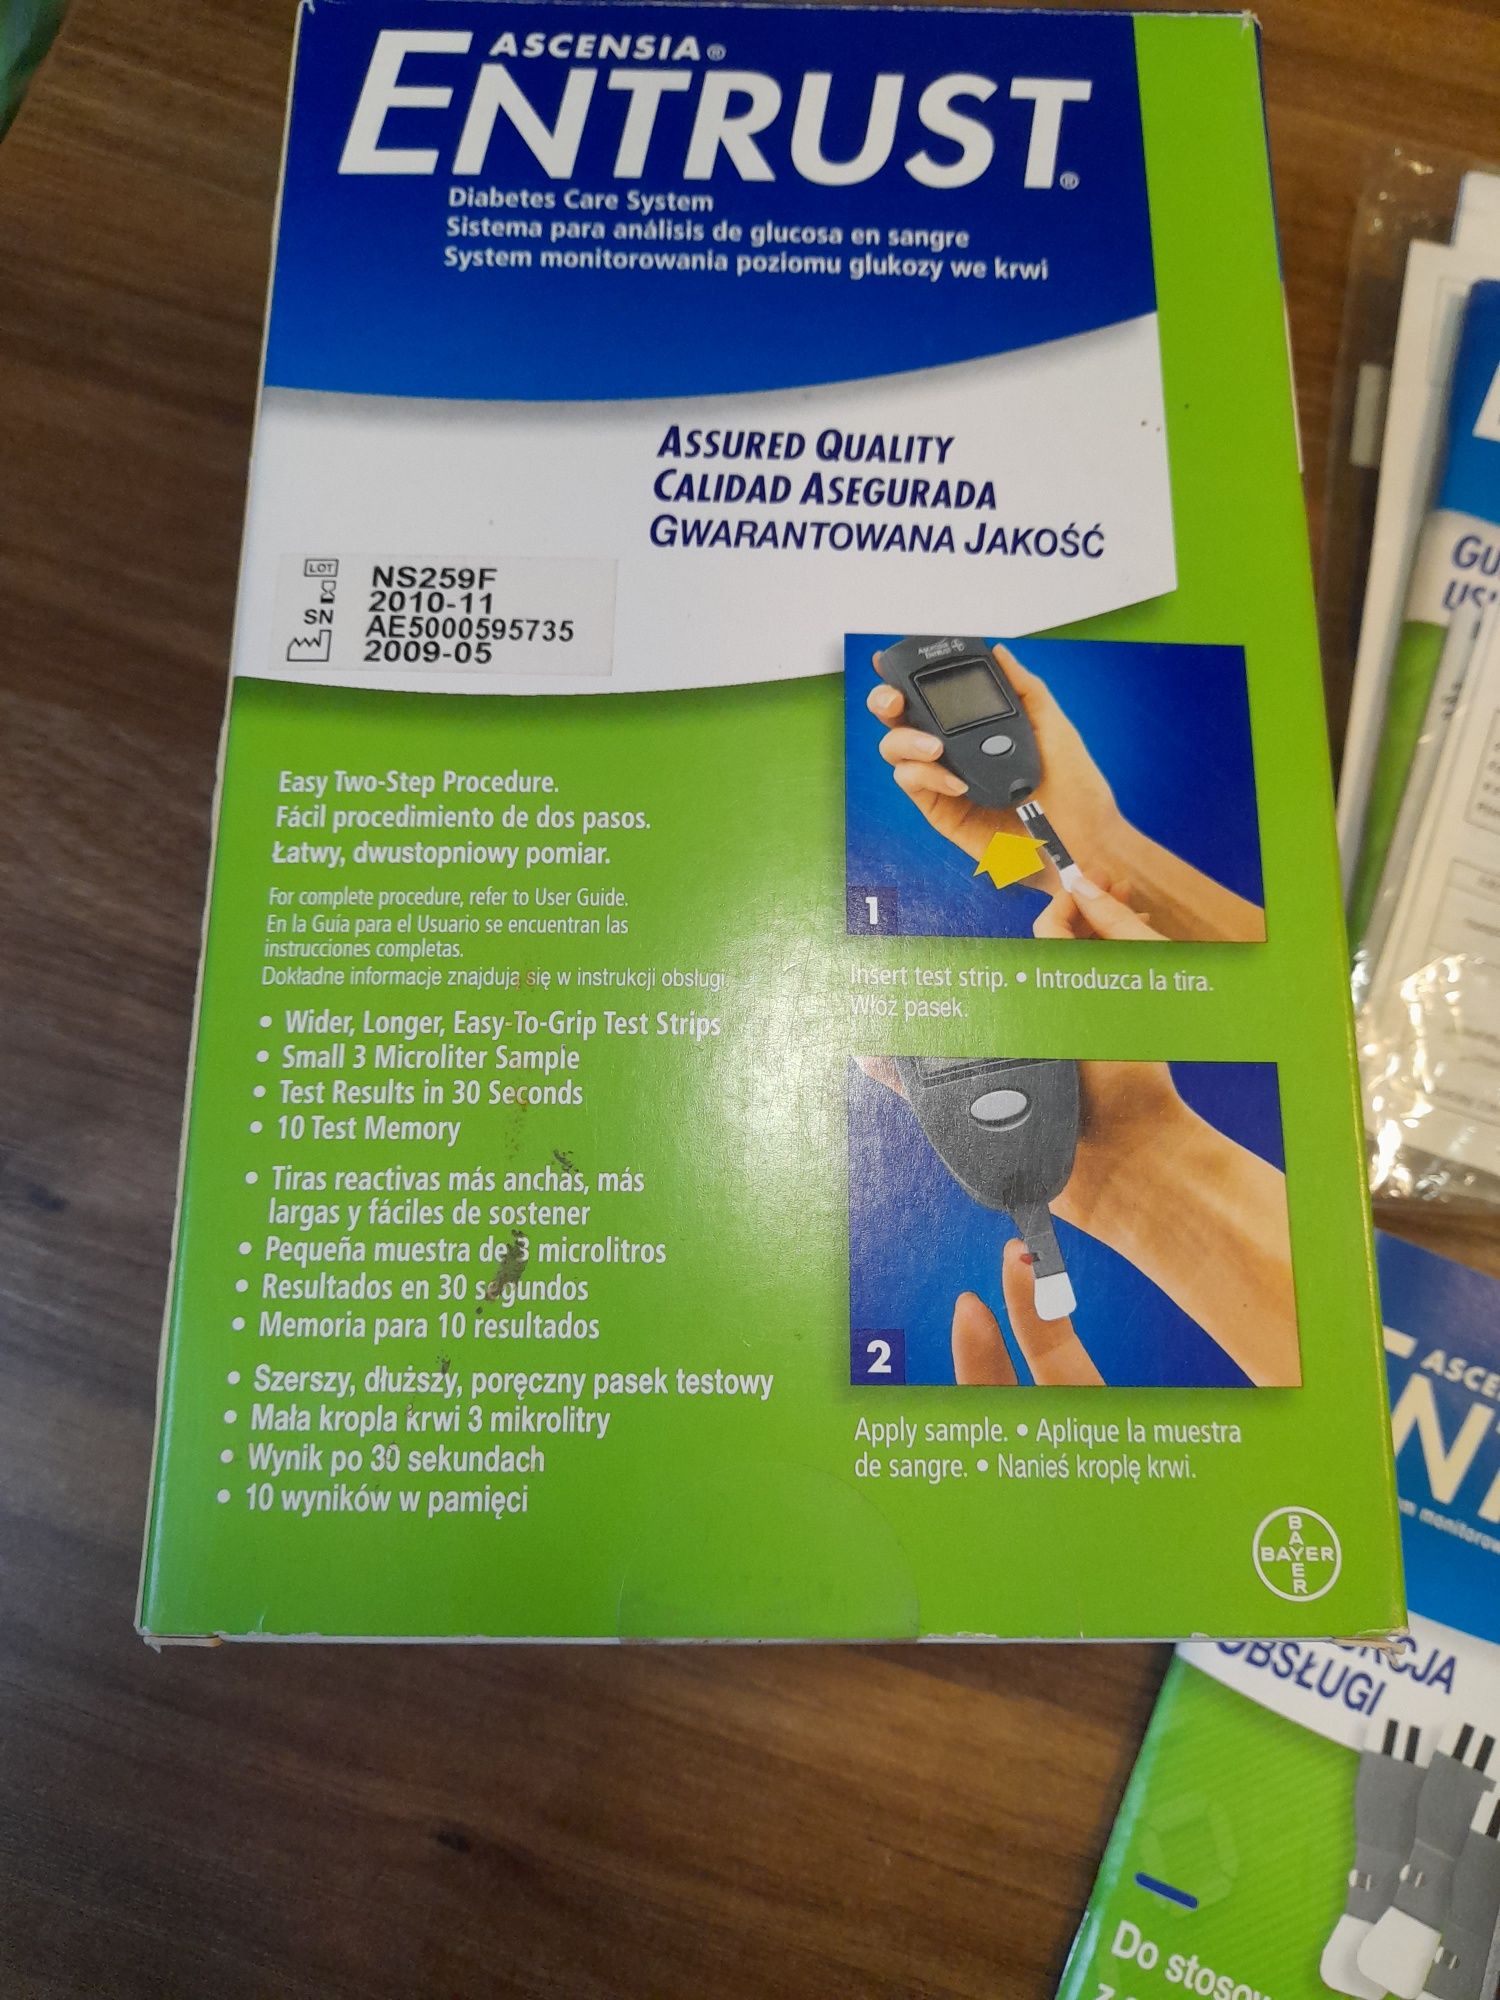 ASCENSIA®
ENTRUST®
Diabetes Care System
Sistema para análisis de glucosa en sangre
System monitorowania poziomu glukozy we krwi
ASSURED QUALITY
CALIDAD ASEGURADA
GWARANTOWANA JAKOŚĆ
LOT NS259F
2010-11
SN AE5000595735
2009-05
Easy Two-Step Procedure.
Fácil procedimiento de dos pasos.
Łatwy, dwustopniowy pomiar.
For complete procedure, refer to User Guide.
En la Guía para el Usuario se encuentran las
instrucciones completas.
Dokładne informacje znajdują się w instrukcji obsługi
• Wider, Longer, Easy-To-Grip Test Strips
• Small 3 Microliter Sample
• Test Results in 30 Seconds
• 10 Test Memory
• Tiras reactivas más anchas, más
largas y fáciles de sostener
• Pequeña muestra de 3 microlitros
• Resultados en 30 segundos
• Memoria para 10 resultados
• Szerszy, dłuższy, poręczny pasek testowy
• Mała kropla krwi 3 mikrolitry
• Wynik po 30 sekundach
• 10 wyników w pamięci
ASCENSIA
ENTRUST
1
Insert test strip. • Introduzca la tira.
Włóż pasek.
2
Apply sample. • Aplique la muestra
de sangre. • Nanieś kroplę krwi.
BAYER
BAYER
GU
ASCE
N
OBSŁUGI
Do stosow